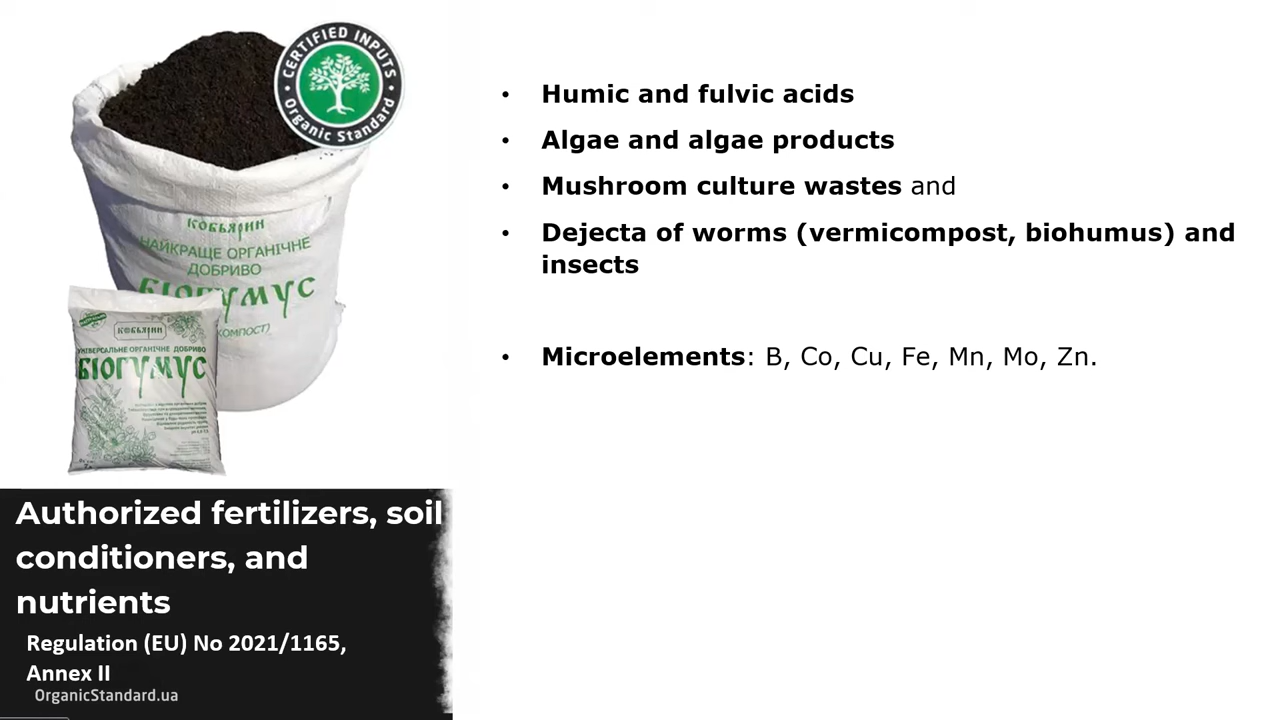 CERTIFIED INPUTS
Organic Standard
КОБЬЯРИН
НАЙКРАЩЕ ОРГАНІЧНЕ
ДОБРИВО
БІОГУМУС
КОМПОСТ)
КОБЬЯРИН
УНІВЕРСАЛЬНЕ ОРГАНІЧНЕ ДОБРИВО
БІОГУМУС
Authorized fertilizers, soil
conditioners, and
nutrients
Regulation (EU) No 2021/1165,
Annex II
OrganicStandard.ua
• Humic and fulvic acids
• Algae and algae products
• Mushroom culture wastes and
• Dejecta of worms (vermicompost, biohumus) and
insects
• Microelements: B, Co, Cu, Fe, Mn, Mo, Zn.